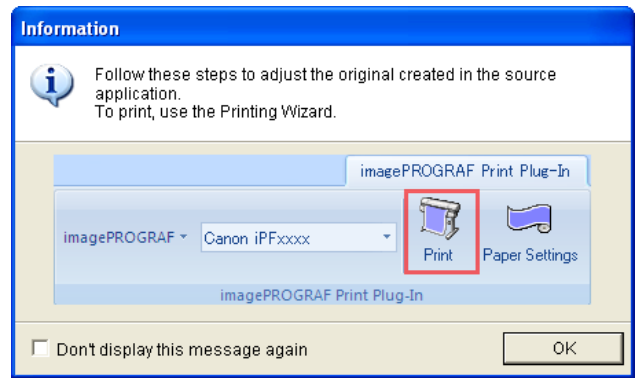 Information
Follow these steps to adjust the original created in the source
application.
To print, use the Printing Wizard.
imagePROGRAF Print Plug-In
imagePROGRAF
Canon iPFxxxx
Print
Paper Settings
imagePROGRAF Print Plug-In
Don't display this message again
OK